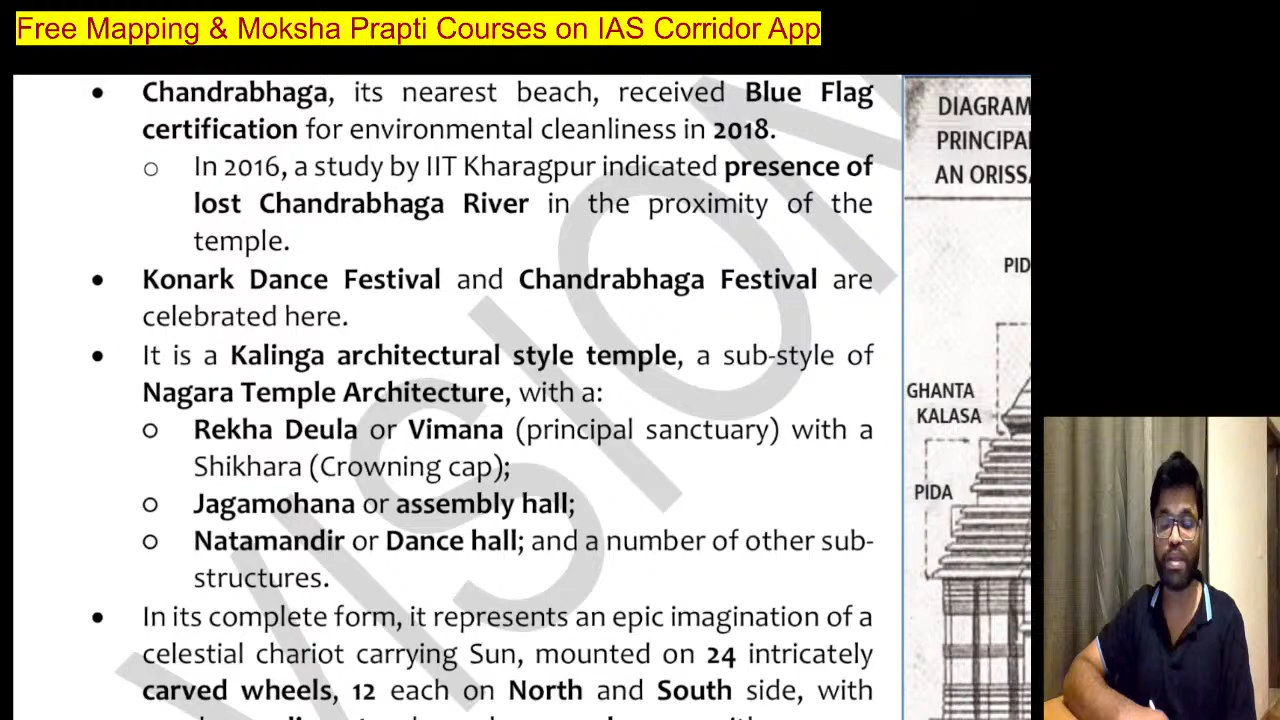 Free Mapping & Moksha Prapti Courses on IAS Corridor App
• Chandrabhaga, its nearest beach, received Blue Flag
certification for environmental cleanliness in 2018.
o In 2016, a study by IIT Kharagpur indicated presence of
lost Chandrabhaga River in the proximity of the
temple.
• Konark Dance Festival and Chandrabhaga Festival are
celebrated here.
• It is a Kalinga architectural style temple, a sub-style of
Nagara Temple Architecture, with a:
o Rekha Deula or Vimana (principal sanctuary) with a
Shikhara (Crowning cap);
o Jagamohana or assembly hall;
o Natamandir or Dance hall; and a number of other sub-
structures.
• In its complete form, it represents an epic imagination of a
celestial chariot carrying Sun, mounted on 24 intricately
carved wheels, 12 each on North and South side, with
DIAGRAM
PRINCIPA
AN ORISS
PID
GHANTA
KALASA
PIDA
VISION